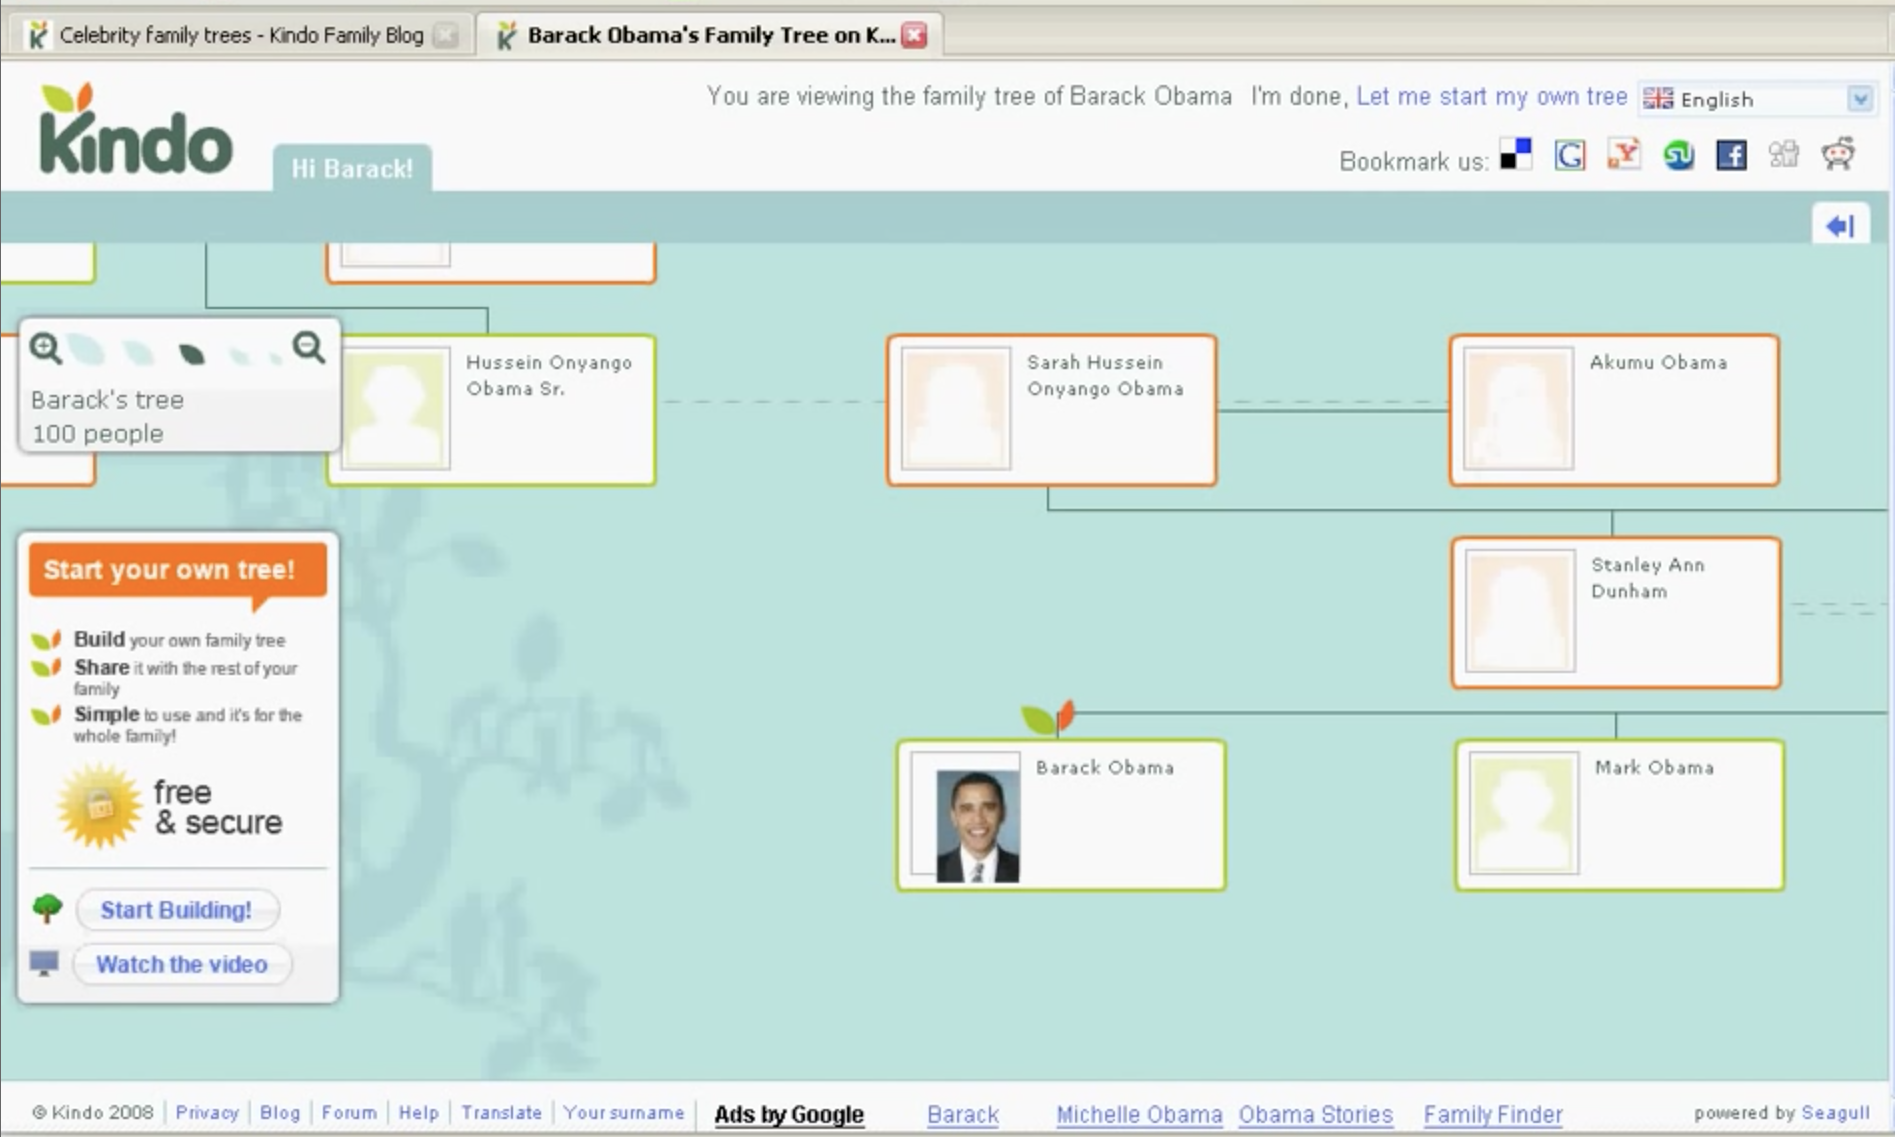 Celebrity family trees - Kindo Family Blog
Barack Obama's Family Tree on K...
Kindo
Hi Barack!
You are viewing the family tree of Barack Obama I'm done, Let me start my own tree
English
Bookmark us:
Barack's tree
100 people
Hussein Onyango
Obama Sr.
Sarah Hussein
Onyango Obama
Akumu Obama
Stanley Ann
Dunham
Barack Obama
Mark Obama
Start your own tree!
Build your own family tree
Share it with the rest of your
family
Simple to use and it's for the
whole family!
free
& secure
Start Building!
Watch the video
© Kindo 2008 Privacy Blog Forum Help Translate Your surname Ads by Google Barack Michelle Obama Obama Stories Family Finder powered by Seagull